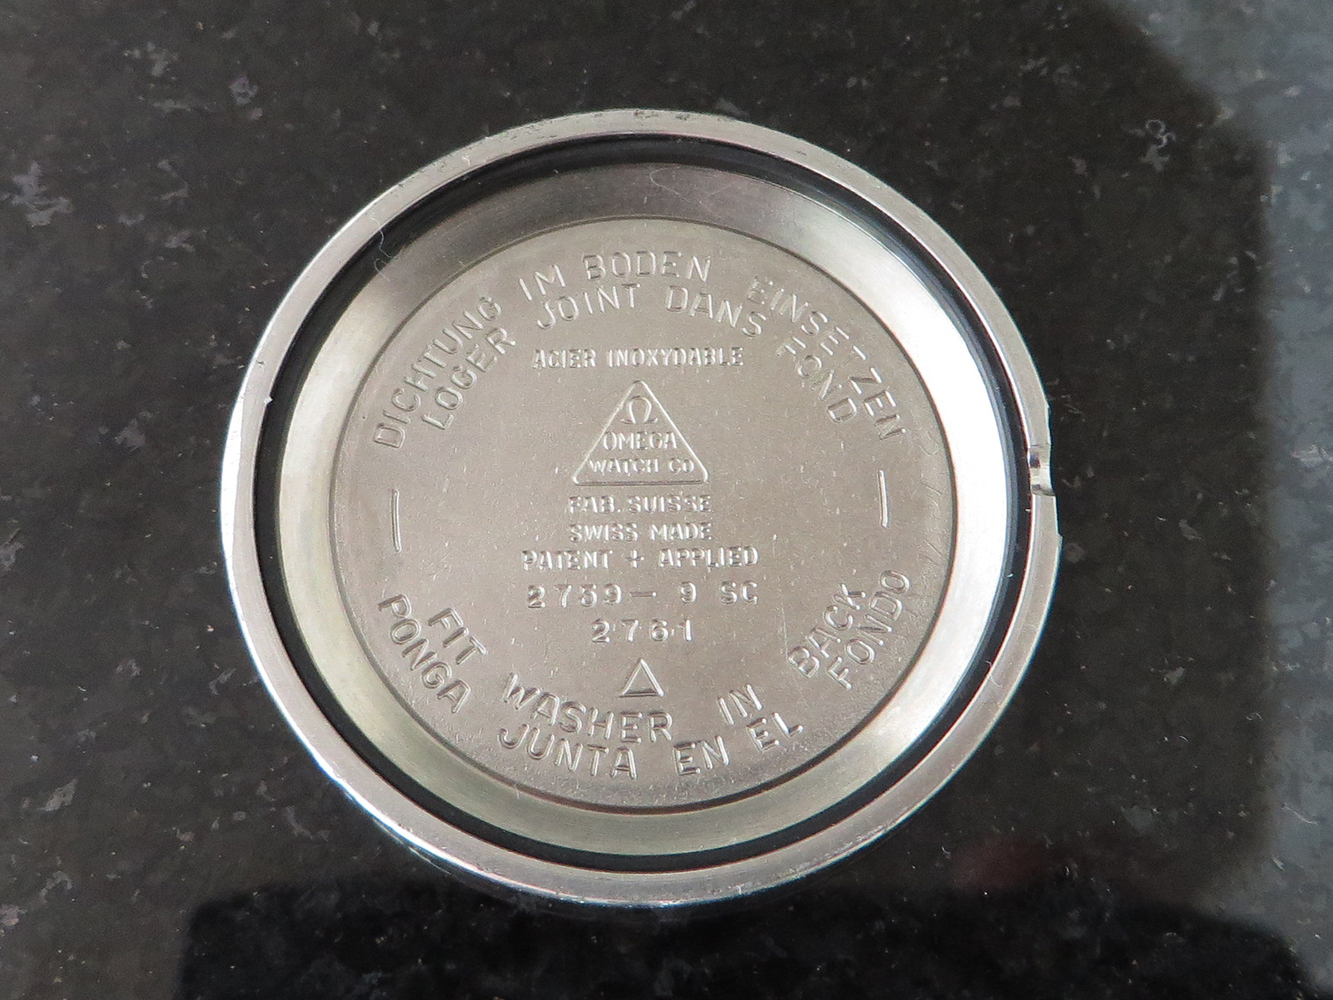 DICHTUNG IM BODEN EINSETZEN
LOGER JOINT DANS FOND
ACIER INOXYDABLE
Ω
OMEGA
WATCH CO
FAB. SUISSE
SWISS MADE
PATENT + APPLIED
2739 - 9 SC
2761
FIT WASHER IN BACK
PONGA JUNTA EN EL FONDO